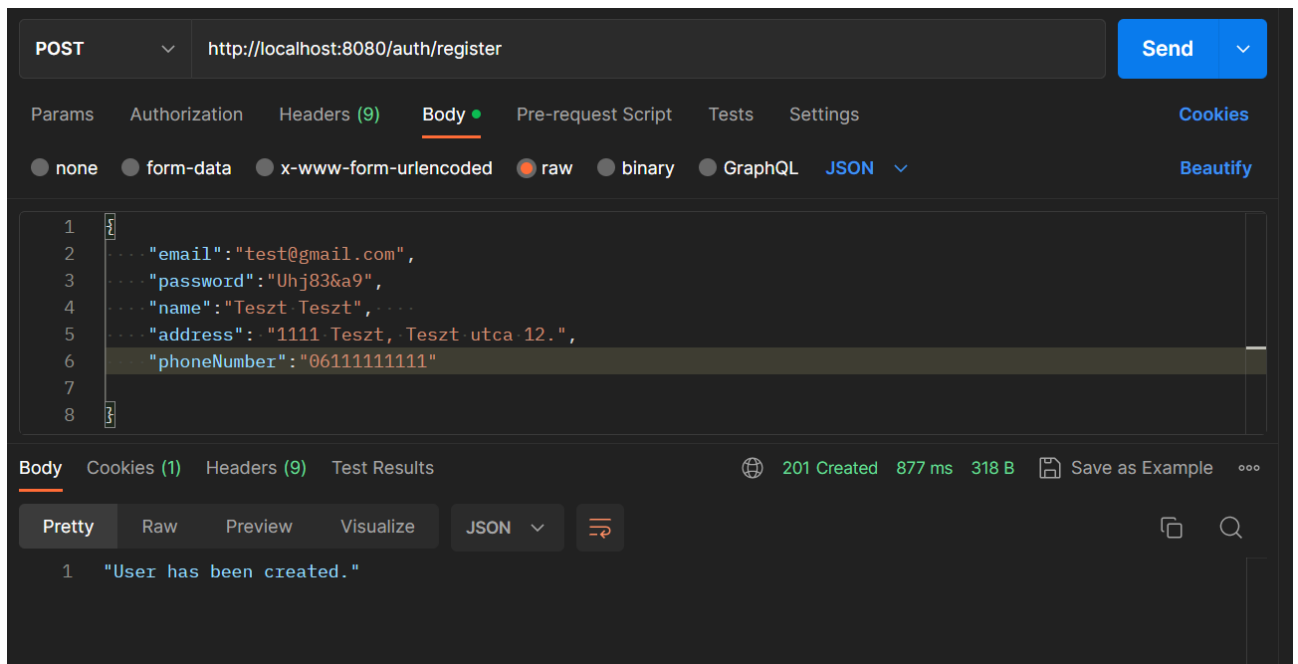 POST http://localhost:8080/auth/register Send
Params Authorization Headers (9) Body Pre-request Script Tests Settings Cookies
none form-data x-www-form-urlencoded raw binary GraphQL JSON Beautify
1 {
2 "email":"test@gmail.com",
3 "password":"Uhj83&a9",
4 "name":"Teszt Teszt",
5 "address": "1111 Teszt, Teszt utca 12.",
6 "phoneNumber":"06111111111"
7
8 }
Body Cookies (1) Headers (9) Test Results 201 Created 877 ms 318 B Save as Example
Pretty Raw Preview Visualize JSON
1 "User has been created."